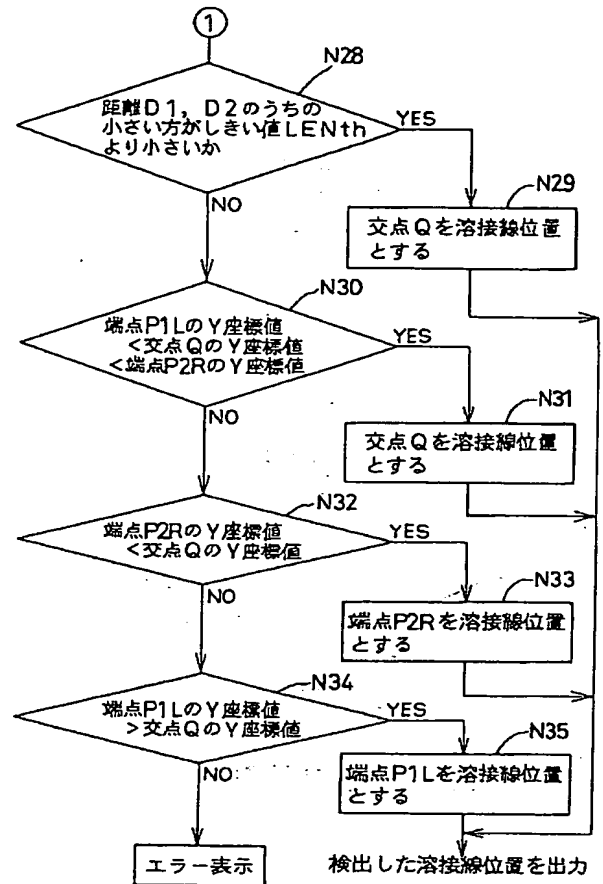 1
N28
距離D1，D2のうちの
小さい方がしきい値LENth
より小さいか
YES
NO
N29
交点Qを溶接線位置
とする
N30
端点P1LのY座標値
<交点QのY座標値
<端点P2RのY座標値
YES
NO
N31
交点Qを溶接線位置
とする
N32
端点P2RのY座標値
<交点QのY座標値
YES
NO
N33
端点P2Rを溶接線位置
とする
N34
端点P1LのY座標値
>交点QのY座標値
YES
NO
N35
端点P1Lを溶接線位置
とする
エラー表示
検出した溶接線位置を出力